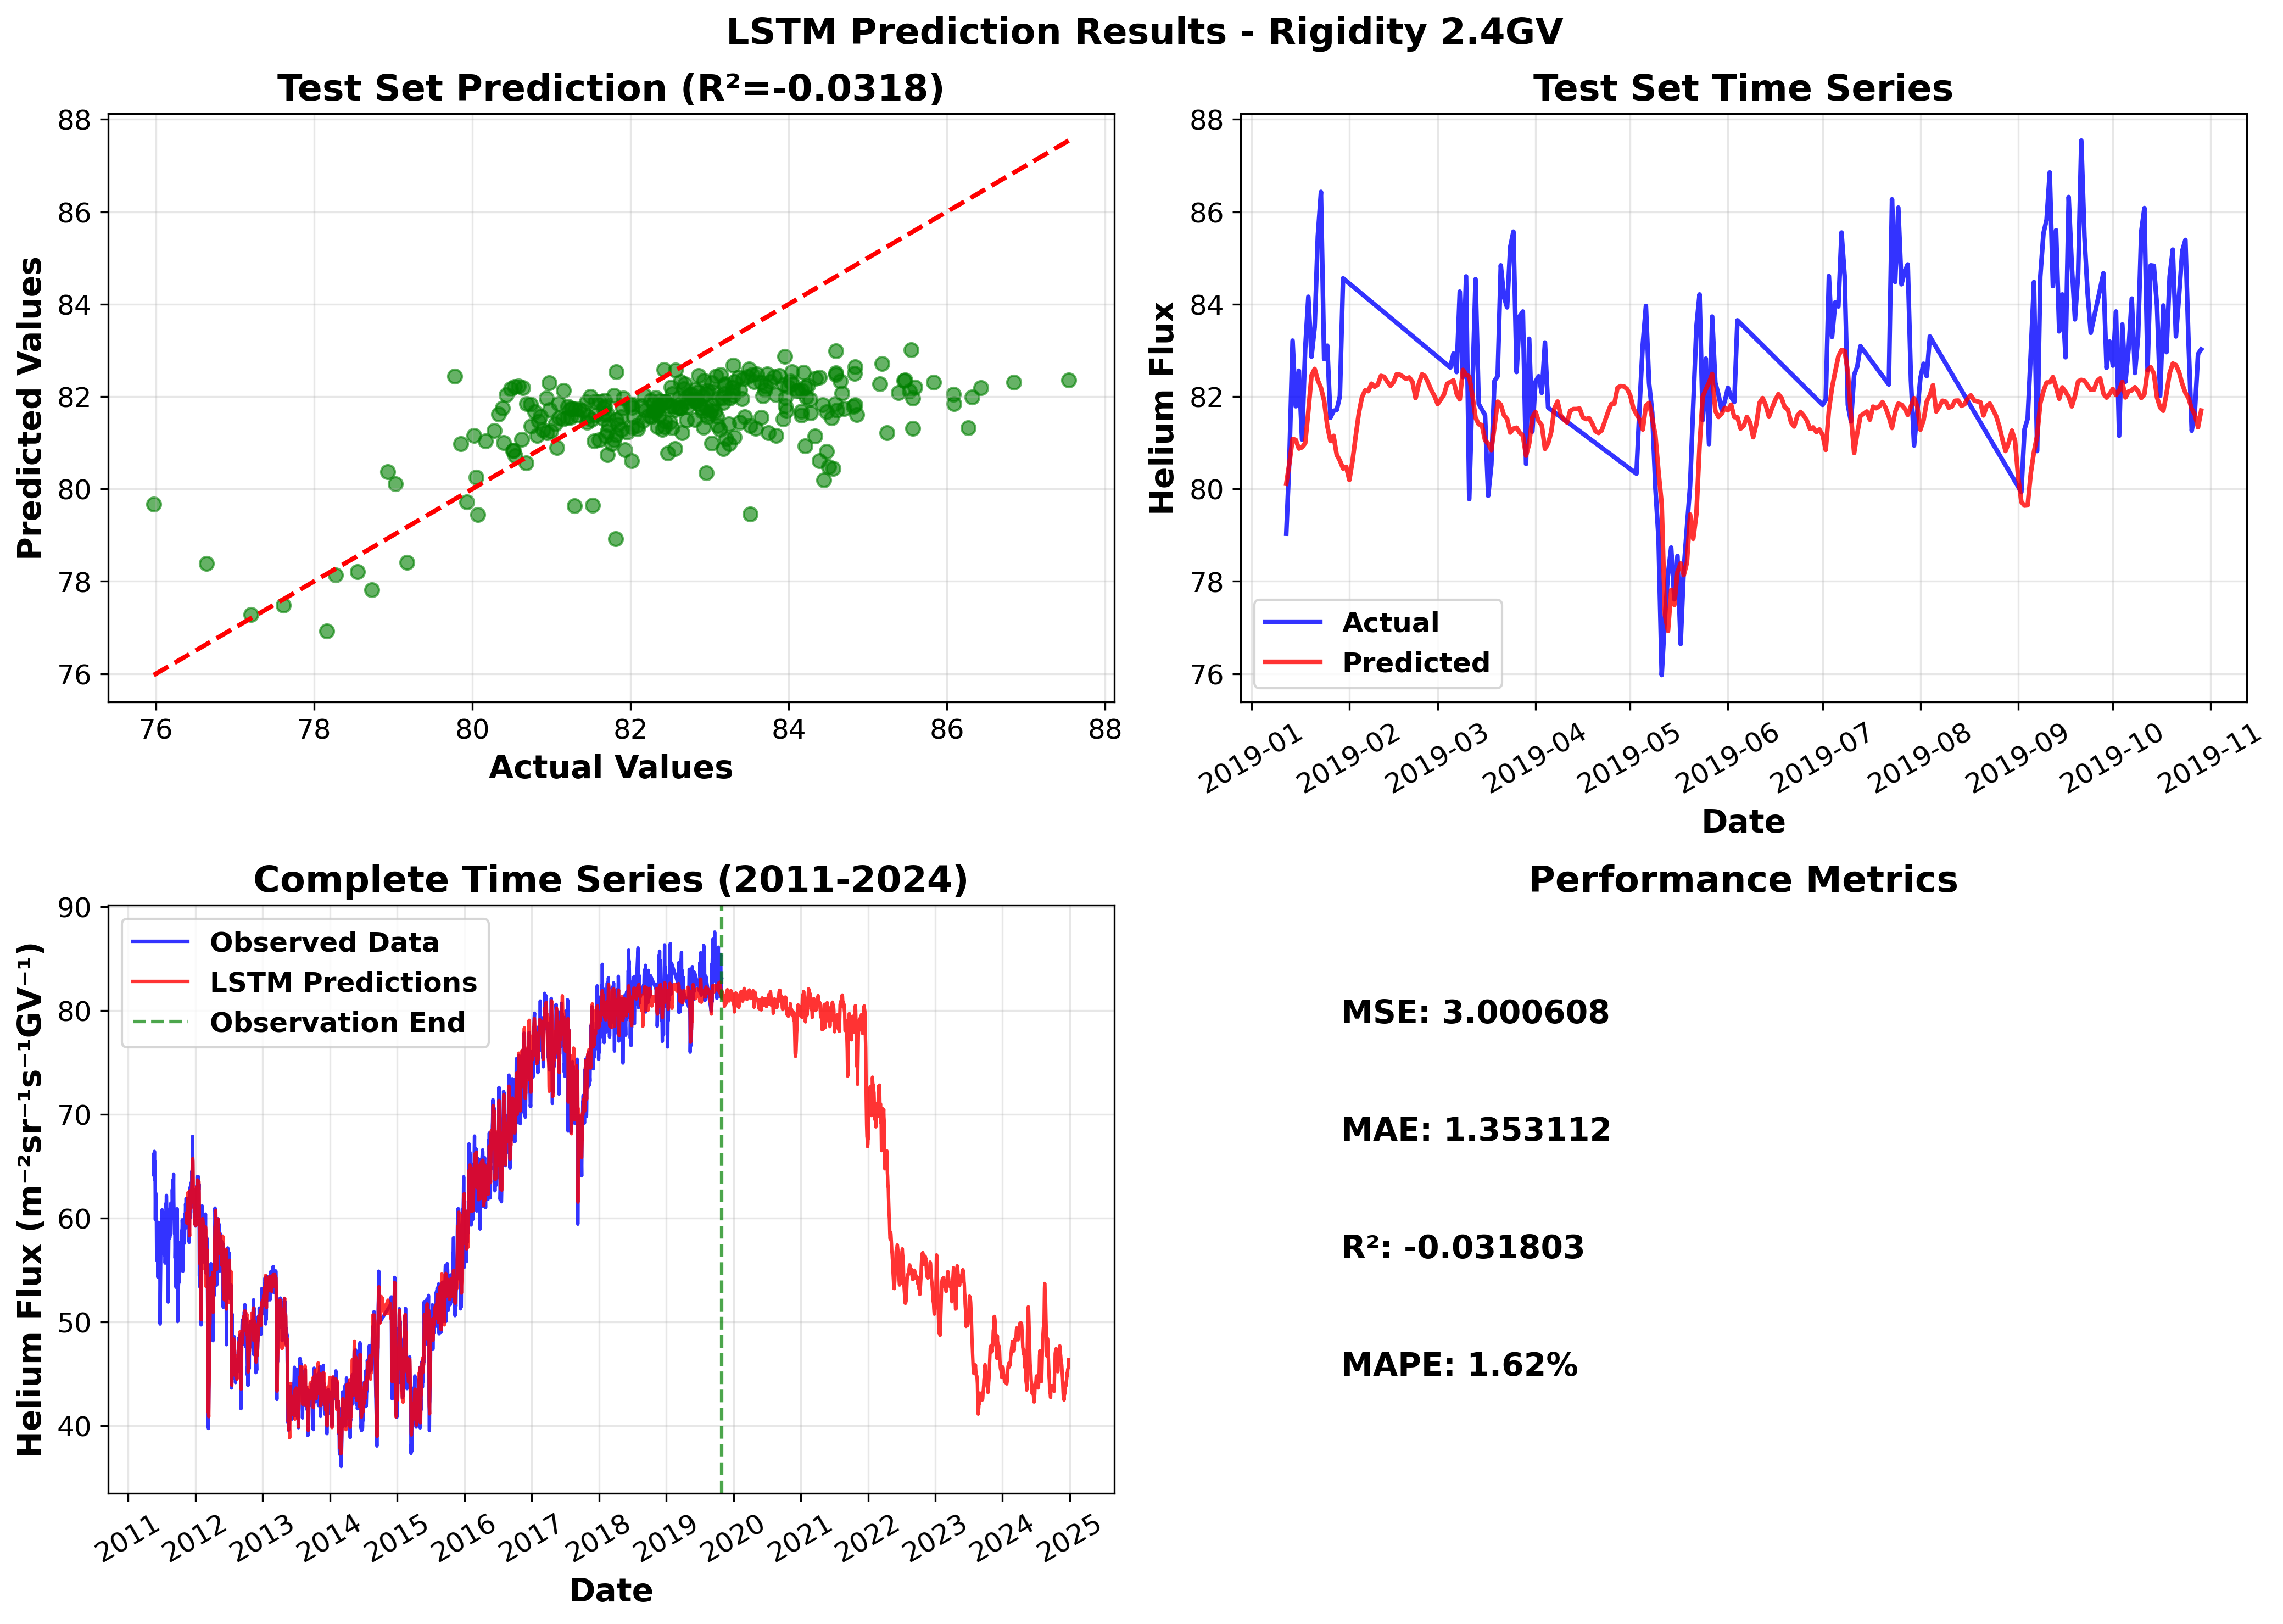 LSTM Prediction Results - Rigidity 2.4GV
Test Set Prediction (R²=-0.0318)
88
86
84
82
80
78
76
Predicted Values
76
78
80
82
84
86
88
Actual Values
Test Set Time Series
88
86
84
82
80
78
76
Helium Flux
Actual
Predicted
2019-01
2019-02
2019-03
2019-04
2019-05
2019-06
2019-07
2019-08
2019-09
2019-10
2019-11
Date
Complete Time Series (2011-2024)
90
80
70
60
50
40
Helium Flux (m⁻²sr⁻¹s⁻¹GV⁻¹)
Observed Data
LSTM Predictions
Observation End
2011
2012
2013
2014
2015
2016
2017
2018
2019
2020
2021
2022
2023
2024
2025
Date
Performance Metrics
MSE: 3.000608
MAE: 1.353112
R²: -0.031803
MAPE: 1.62%